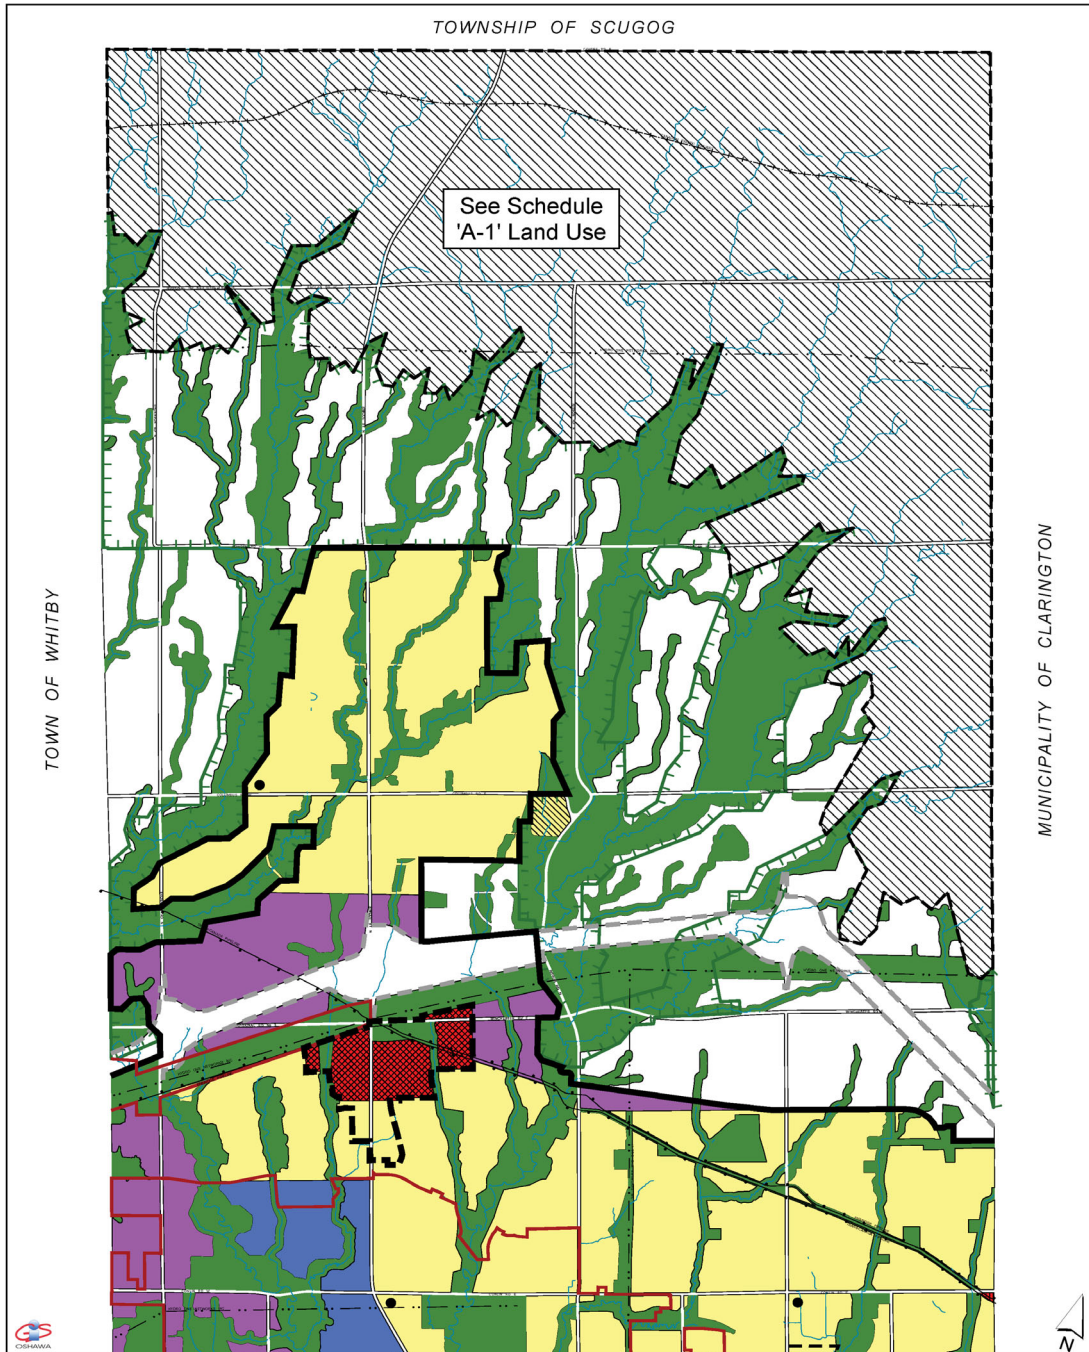 TOWNSHIP OF SCUGOG
See Schedule
'A-1' Land Use
TOWN OF WHITBY
MUNICIPALITY OF CLARINGTON
OSHAWA
N